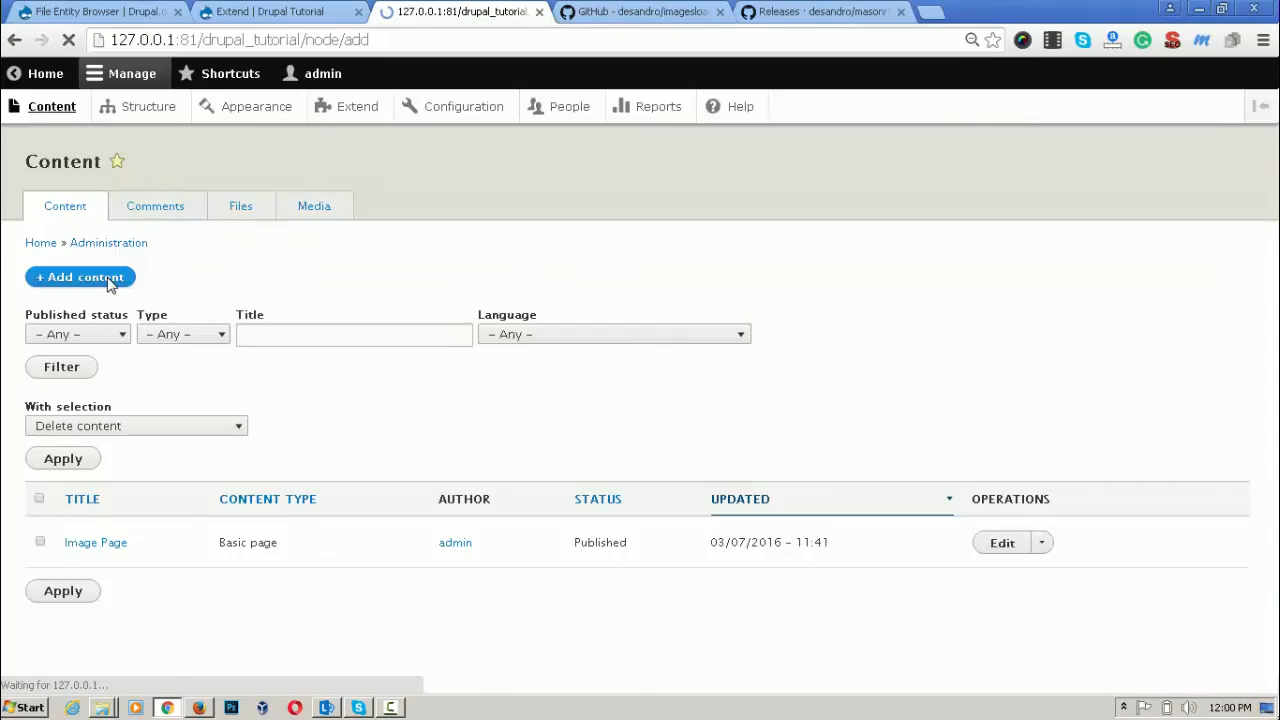 File Entity Browser | Drupal.o
Extend | Drupal Tutorial
127.0.0.1:81/drupal_tutorial
GitHub - desandro/imagesloa
Releases · desandro/masonr
127.0.0.1:81/drupal_tutorial/node/add
Home
Manage
Shortcuts
admin
Content
Structure
Appearance
Extend
Configuration
People
Reports
Help
Content
Content
Comments
Files
Media
Home » Administration
+ Add content
Published status
Type
Title
Language
- Any -
- Any -
- Any -
Filter
With selection
Delete content
Apply
TITLE
CONTENT TYPE
AUTHOR
STATUS
UPDATED
OPERATIONS
Image Page
Basic page
admin
Published
03/07/2016 - 11:41
Edit
Apply
Waiting for 127.0.0.1...
Start
12:00 PM